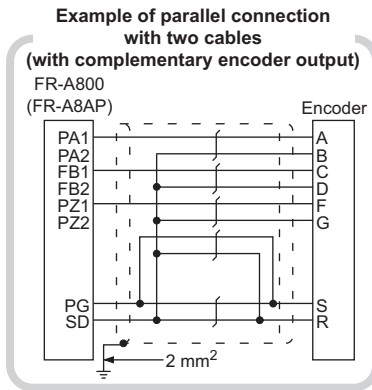 Example of parallel connection
with two cables
(with complementary encoder output)
FR-A800
(FR-A8AP)
Encoder
PA1
A
PA2
B
FB1
C
FB2
D
PZ1
F
PZ2
G
PG
S
SD
R
2 mm²